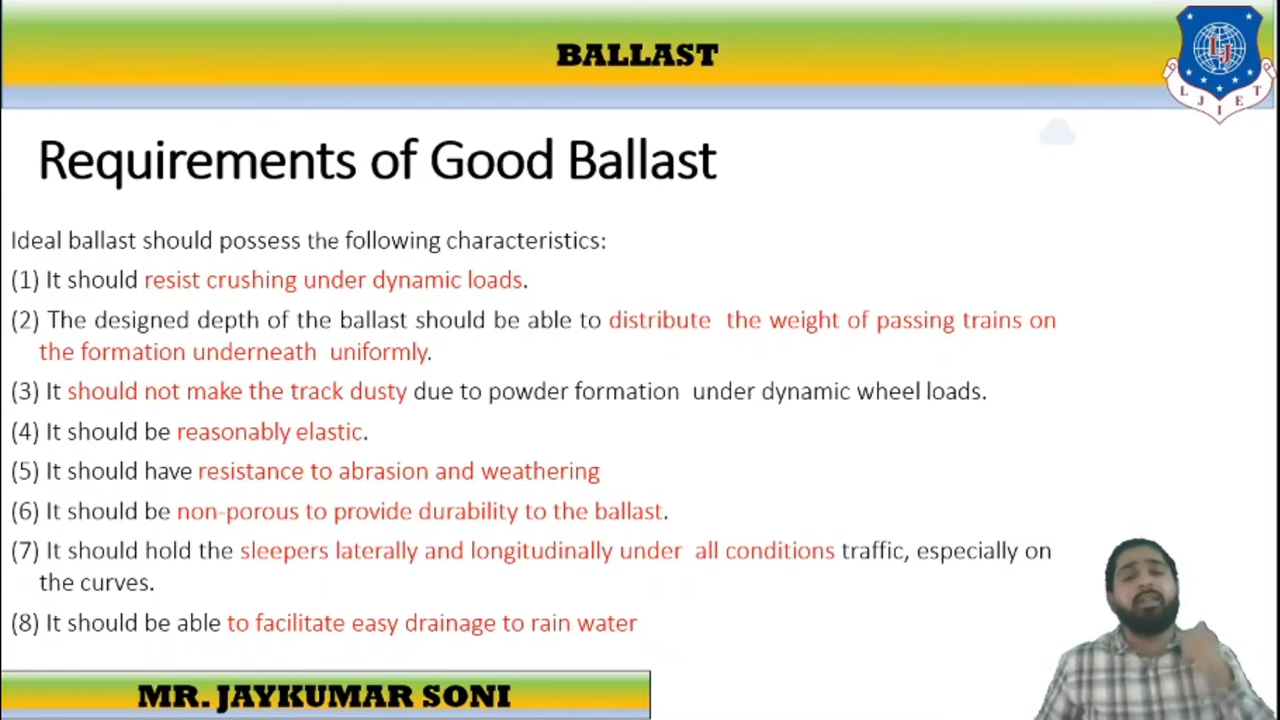 BALLAST
LJ
LJIET
Requirements of Good Ballast
Ideal ballast should possess the following characteristics:
(1) It should resist crushing under dynamic loads.
(2) The designed depth of the ballast should be able to distribute the weight of passing trains on
the formation underneath uniformly.
(3) It should not make the track dusty due to powder formation under dynamic wheel loads.
(4) It should be reasonably elastic.
(5) It should have resistance to abrasion and weathering
(6) It should be non-porous to provide durability to the ballast.
(7) It should hold the sleepers laterally and longitudinally under all conditions traffic, especially on
the curves.
(8) It should be able to facilitate easy drainage to rain water
MR. JAYKUMAR SONI